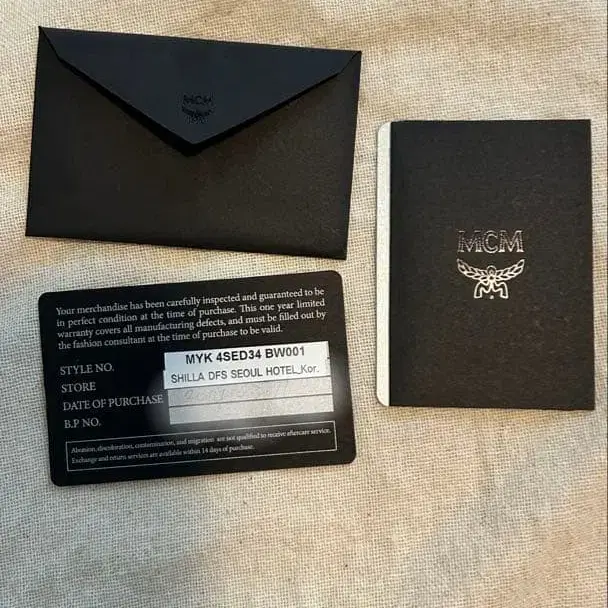 MCM
MCM
Your merchandise has been carefully inspected and guaranteed to be
in perfect condition at the time of purchase. This one year limited
warranty covers all manufacturing defects, and must be filled out by
the fashion consultant at the time of purchase to be valid.
STYLE NO. MYK 4SED34 BW001
STORE SHILLA DFS SEOUL HOTEL_Kor.
DATE OF PURCHASE
B.P NO.
Abrasion, discoloration, contamination, and migration are not qualified to receive aftercare service.
Exchange and return services are available within 14 days of purchase.